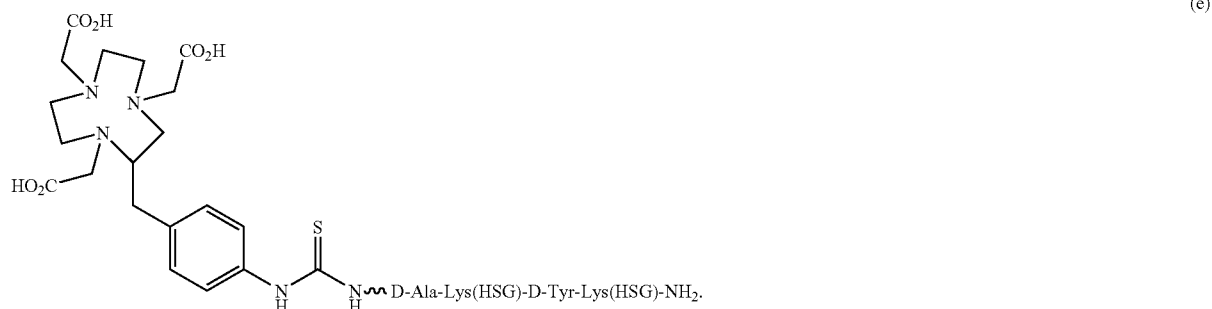 (e)
CO₂H
CO₂H
N
N
N
HO₂C
S
N
H
N
H
D-Ala-Lys(HSG)-D-Tyr-Lys(HSG)-NH₂.